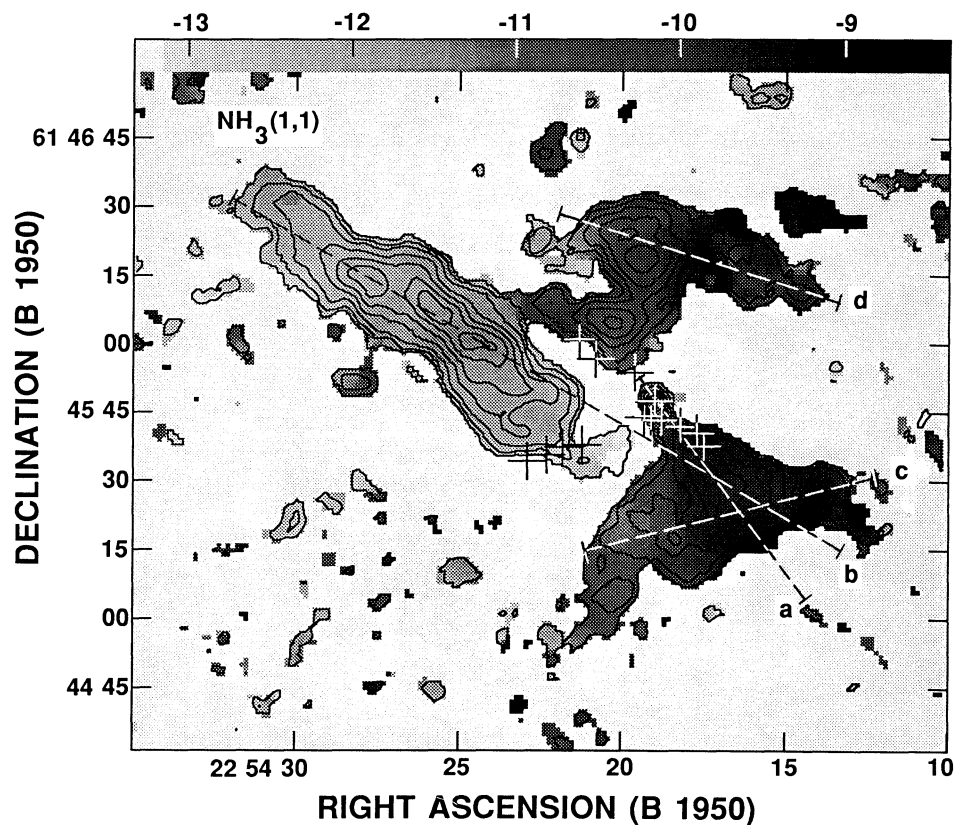 -13 -12 -11 -10 -9
NH3(1,1)
61 46 45
30
15
00
45 45
30
15
00
44 45
DECLINATION (B 1950)
d
c
b
a
22 54 30 25 20 15 10
RIGHT ASCENSION (B 1950)